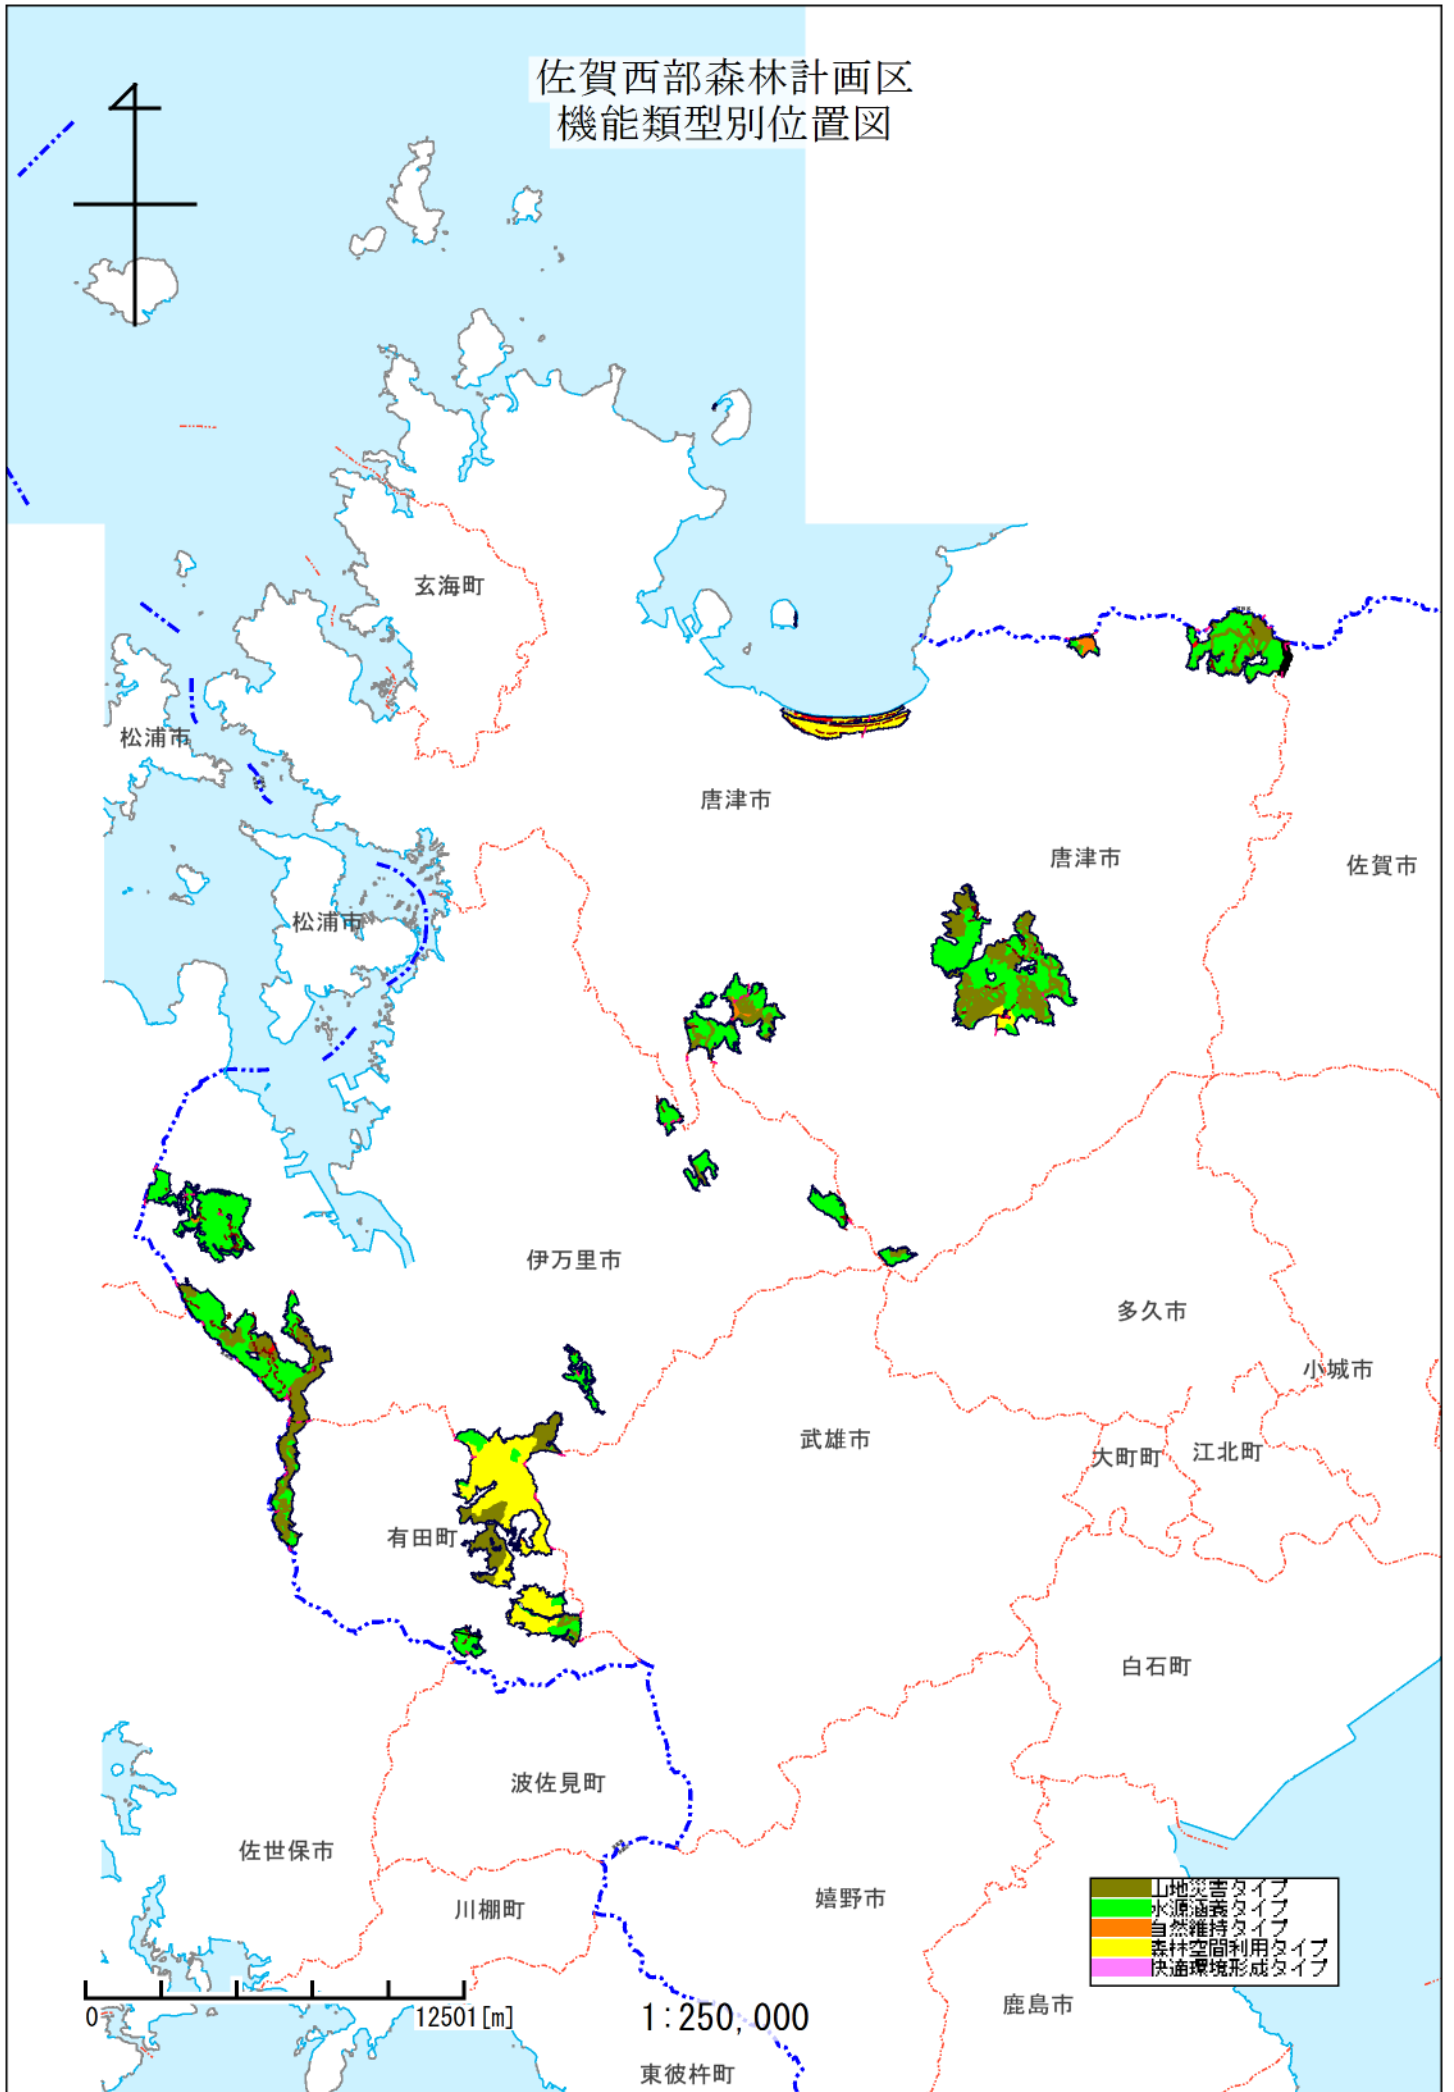 佐賀西部森林計画区
機能類型別位置図
玄海町
松浦市
唐津市
唐津市
佐賀市
松浦市
伊万里市
多久市
小城市
武雄市
大町町
江北町
有田町
白石町
波佐見町
佐世保市
嬉野市
川棚町
山地災害タイプ
水源涵養タイプ
自然維持タイプ
森林空間利用タイプ
快適環境形成タイプ
鹿島市
0
12501[m]
1:250,000
東彼杵町